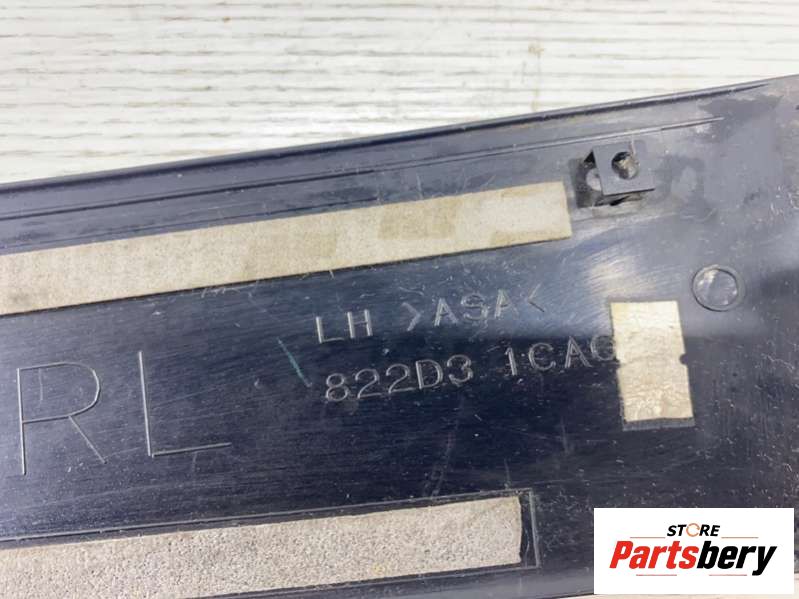 LH >ASA<
822D3 1CA
RL
STORE
Partsbery